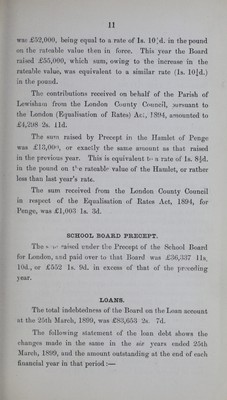 11
was £52,000, being equal to a rate of 1s. 10¼d. in the pound
on the rateable value then in force. This year the Board
raised £55,000, which sum, owing to the increase in the
rateable value, was equivalent to a similar rate (1s. 10¼d.)
in the pound.
The contributions received on behalf of the Parish of
Lewisham from the London County Council, pursuant to
the London (Equalisation of Rates) Act, 1894, amounted to
£4,298 2s. 11d.
The sum raised by Precept in the Hamlet of Penge
was £13,000, or exactly the same amount as that raised
in the previous year. This is equivalent to a rate of 1s. 8½d.
in the pound on the rateable value of the Hamlet, or rather
less than last year's rate.
The sum received from the London County Council
in respect of the Equalisation of Rates Act, 1894, for
Penge, was £1,003 1s. 3d.
SCHOOL BOARD PRECEPT.
The raised under the Precept of the School Board
for London, and paid over to that Board was £36,337 11s.
10d., or £552 1s. 9d. in excess of that of the preceding
year.
LOANS.
The total indebtedness of the Board on the Loan account
at the 25th March, 1899, was £83,653 2s. 7d.
The following statement of the loan debt shows the
changes made in the same in the six years ended 25th
March, 1899, and the amount outstanding at the end of each
financial year in that period:—